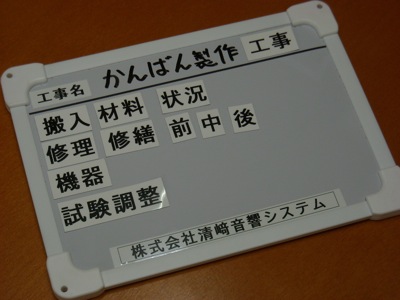 工事名 かんばん製作 工事
搬入 材料 状況
修理 修繕 前 中 後
機器
試験調整
株式会社清﨑音響システム